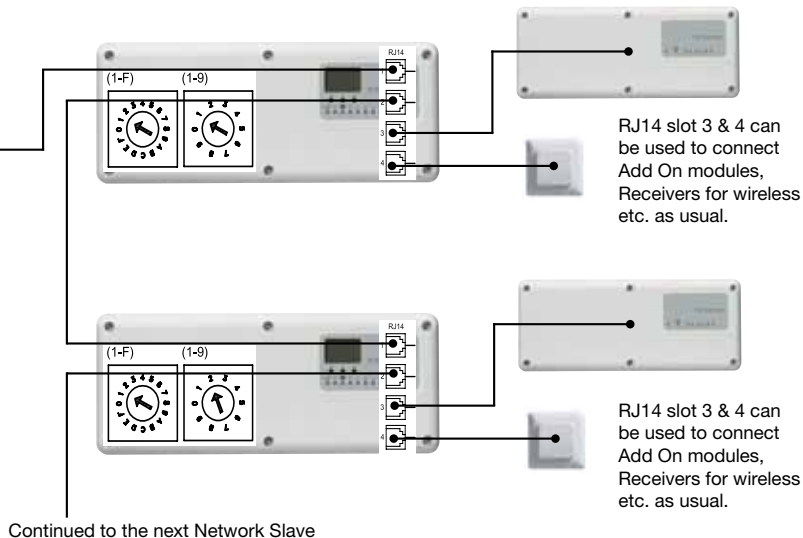 RJ14
(1-F) (1-9)
1
2
3
4
RJ14 slot 3 & 4 can
be used to connect
Add On modules,
Receivers for wireless
etc. as usual.
RJ14
(1-F) (1-9)
1
2
3
4
RJ14 slot 3 & 4 can
be used to connect
Add On modules,
Receivers for wireless
etc. as usual.
Continued to the next Network Slave